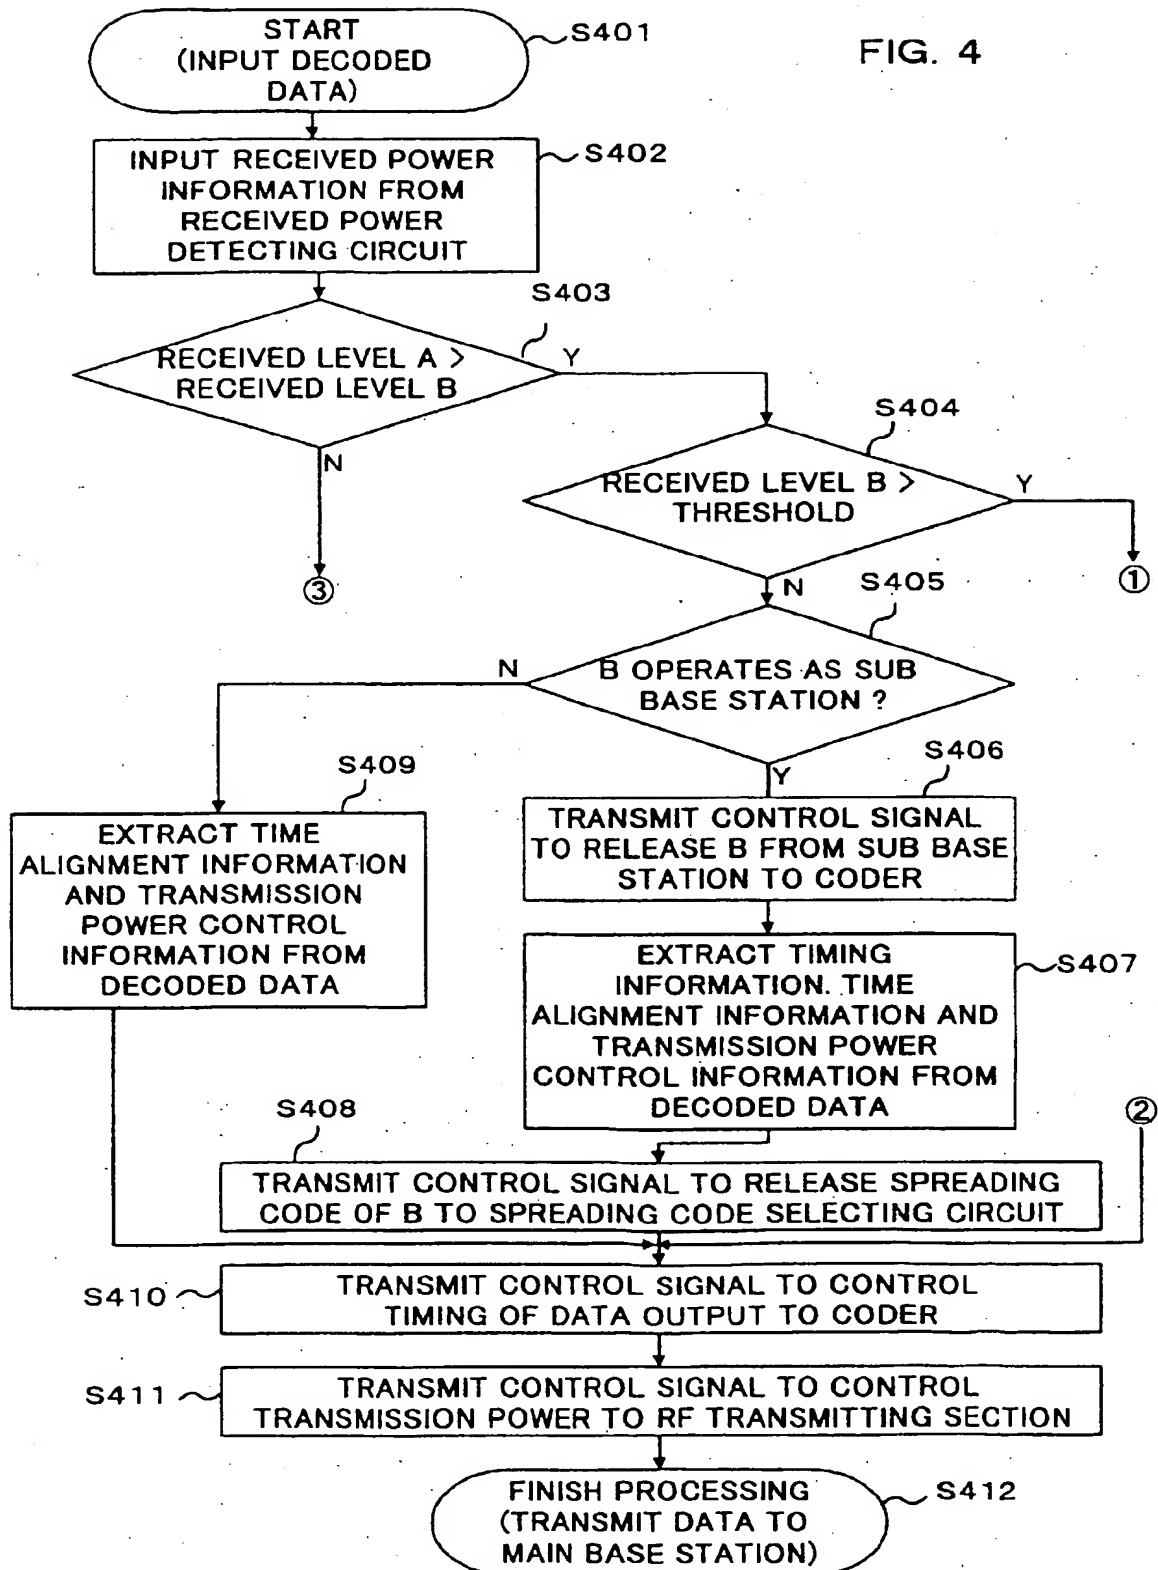 START
(INPUT DECODED
DATA)
S401
FIG. 4
INPUT RECEIVED POWER
INFORMATION FROM
RECEIVED POWER
DETECTING CIRCUIT
S402
S403
RECEIVED LEVEL A >
RECEIVED LEVEL B
Y
N
③
S404
RECEIVED LEVEL B >
THRESHOLD
Y
①
N
S405
B OPERATES AS SUB
BASE STATION ?
N
Y
S406
TRANSMIT CONTROL SIGNAL
TO RELEASE B FROM SUB BASE
STATION TO CODER
S409
EXTRACT TIME
ALIGNMENT INFORMATION
AND TRANSMISSION
POWER CONTROL
INFORMATION FROM
DECODED DATA
EXTRACT TIMING
INFORMATION. TIME
ALIGNMENT INFORMATION AND
TRANSMISSION POWER
CONTROL INFORMATION FROM
DECODED DATA
S407
②
S408
TRANSMIT CONTROL SIGNAL TO RELEASE SPREADING
CODE OF B TO SPREADING CODE SELECTING CIRCUIT
S410
TRANSMIT CONTROL SIGNAL TO CONTROL
TIMING OF DATA OUTPUT TO CODER
S411
TRANSMIT CONTROL SIGNAL TO CONTROL
TRANSMISSION POWER TO RF TRANSMITTING SECTION
FINISH PROCESSING
(TRANSMIT DATA TO
MAIN BASE STATION)
S412